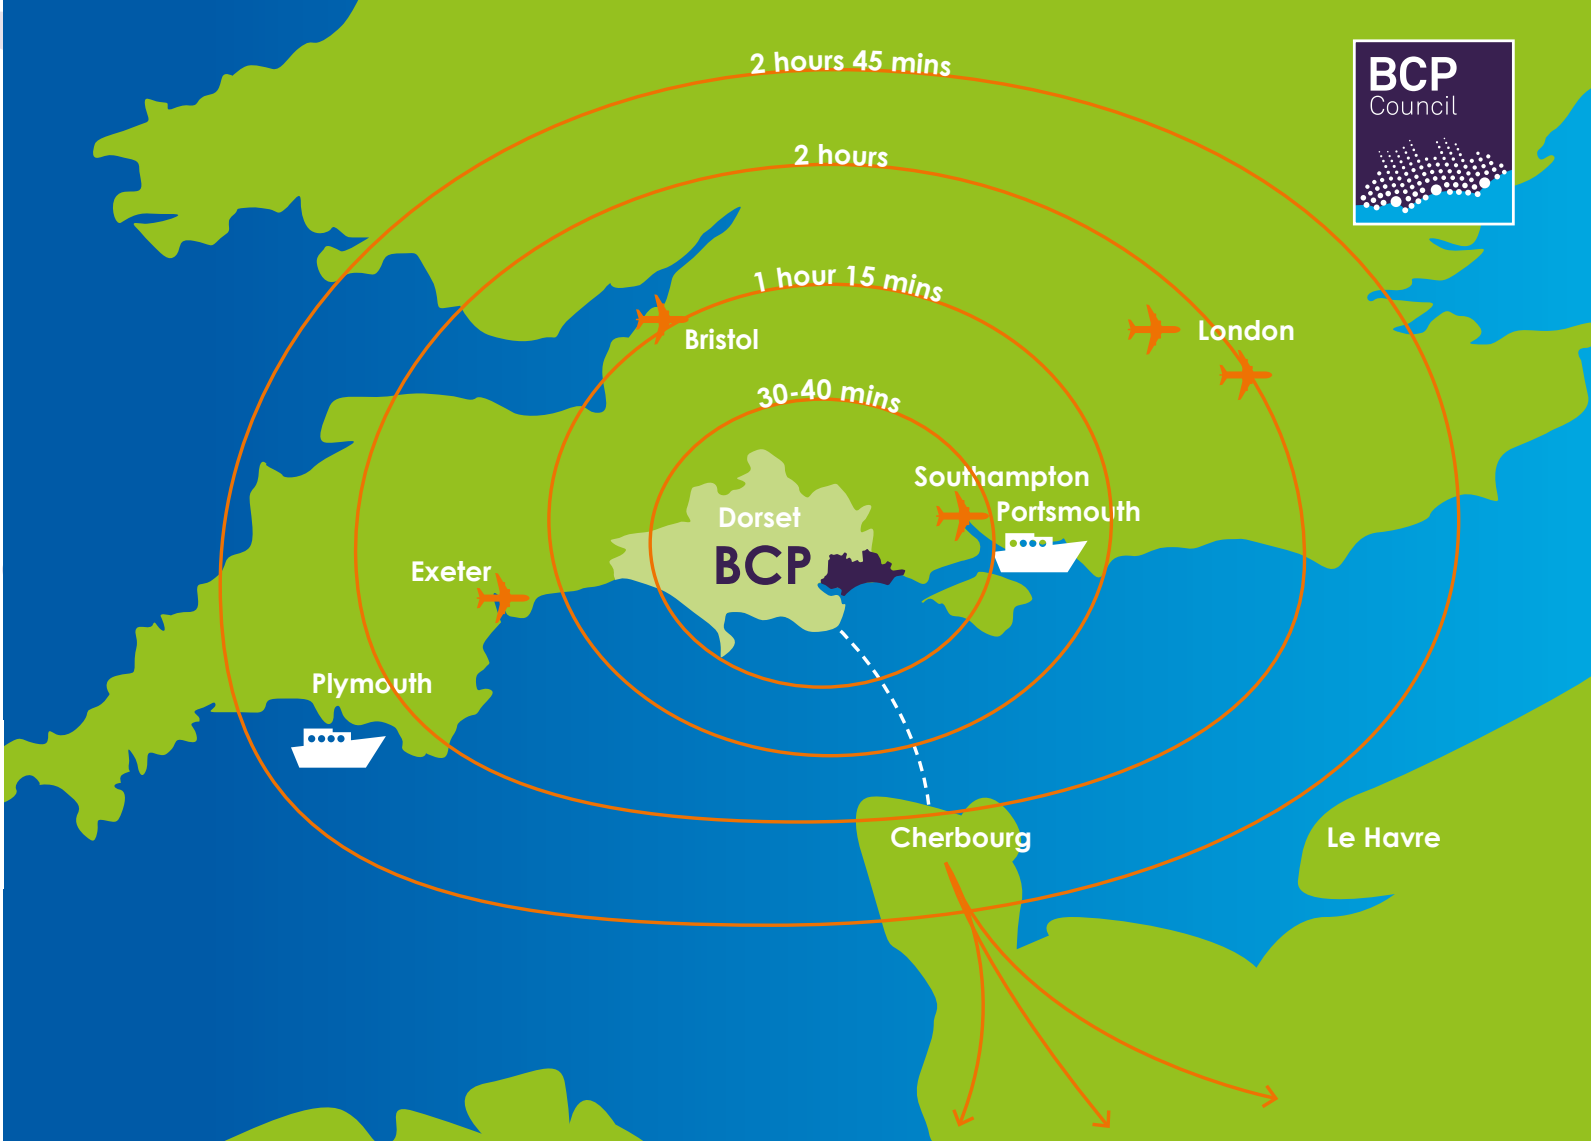 2 hours 45 mins
BCP
Council
2 hours
1 hour 15 mins
Bristol
London
30-40 mins
Southampton
Dorset
Portsmouth
BCP
Exeter
Plymouth
Cherbourg
Le Havre